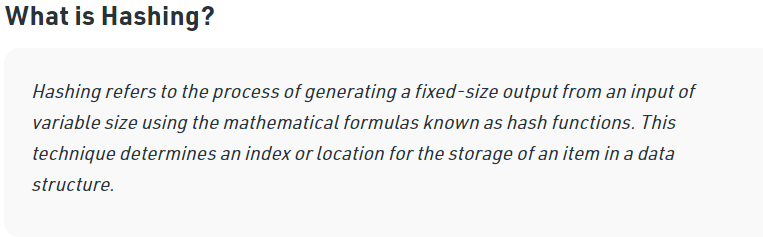 What is Hashing?
Hashing refers to the process of generating a fixed-size output from an input of
variable size using the mathematical formulas known as hash functions. This
technique determines an index or location for the storage of an item in a data
structure.